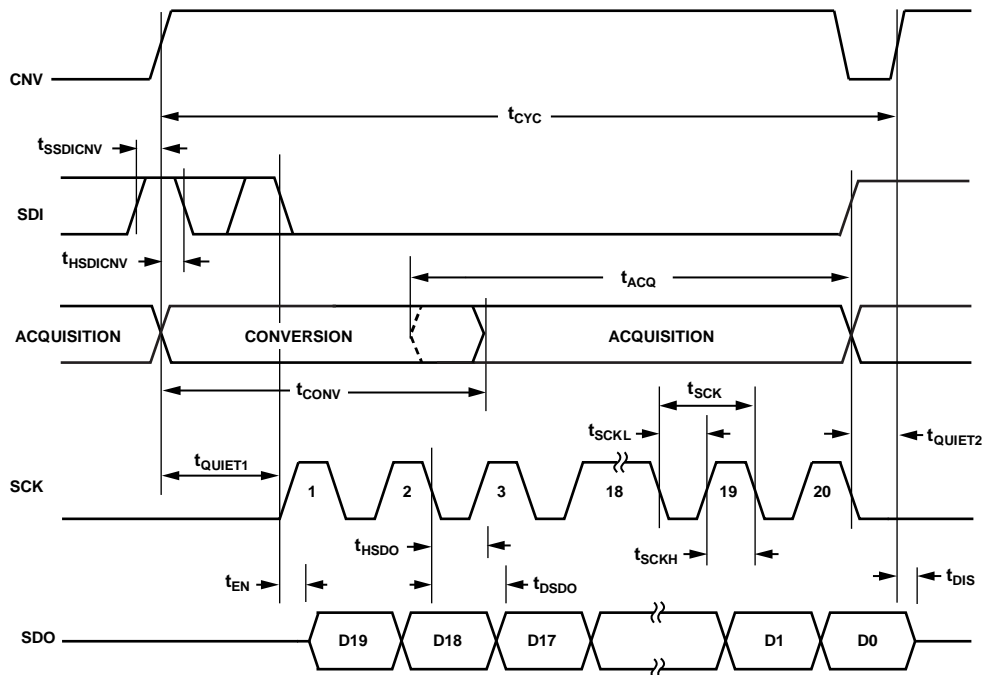 CNV
tCYC
tSSDICNV
SDI
tHSDICNV
tACQ
ACQUISITION CONVERSION ACQUISITION
tCONV
tSCK
tSCKL
tQUIET2
tQUIET1
SCK 1 2 3 18 19 20
tHSDO
tSCKH
tEN
tDSDO
tDIS
SDO D19 D18 D17 D1 D0